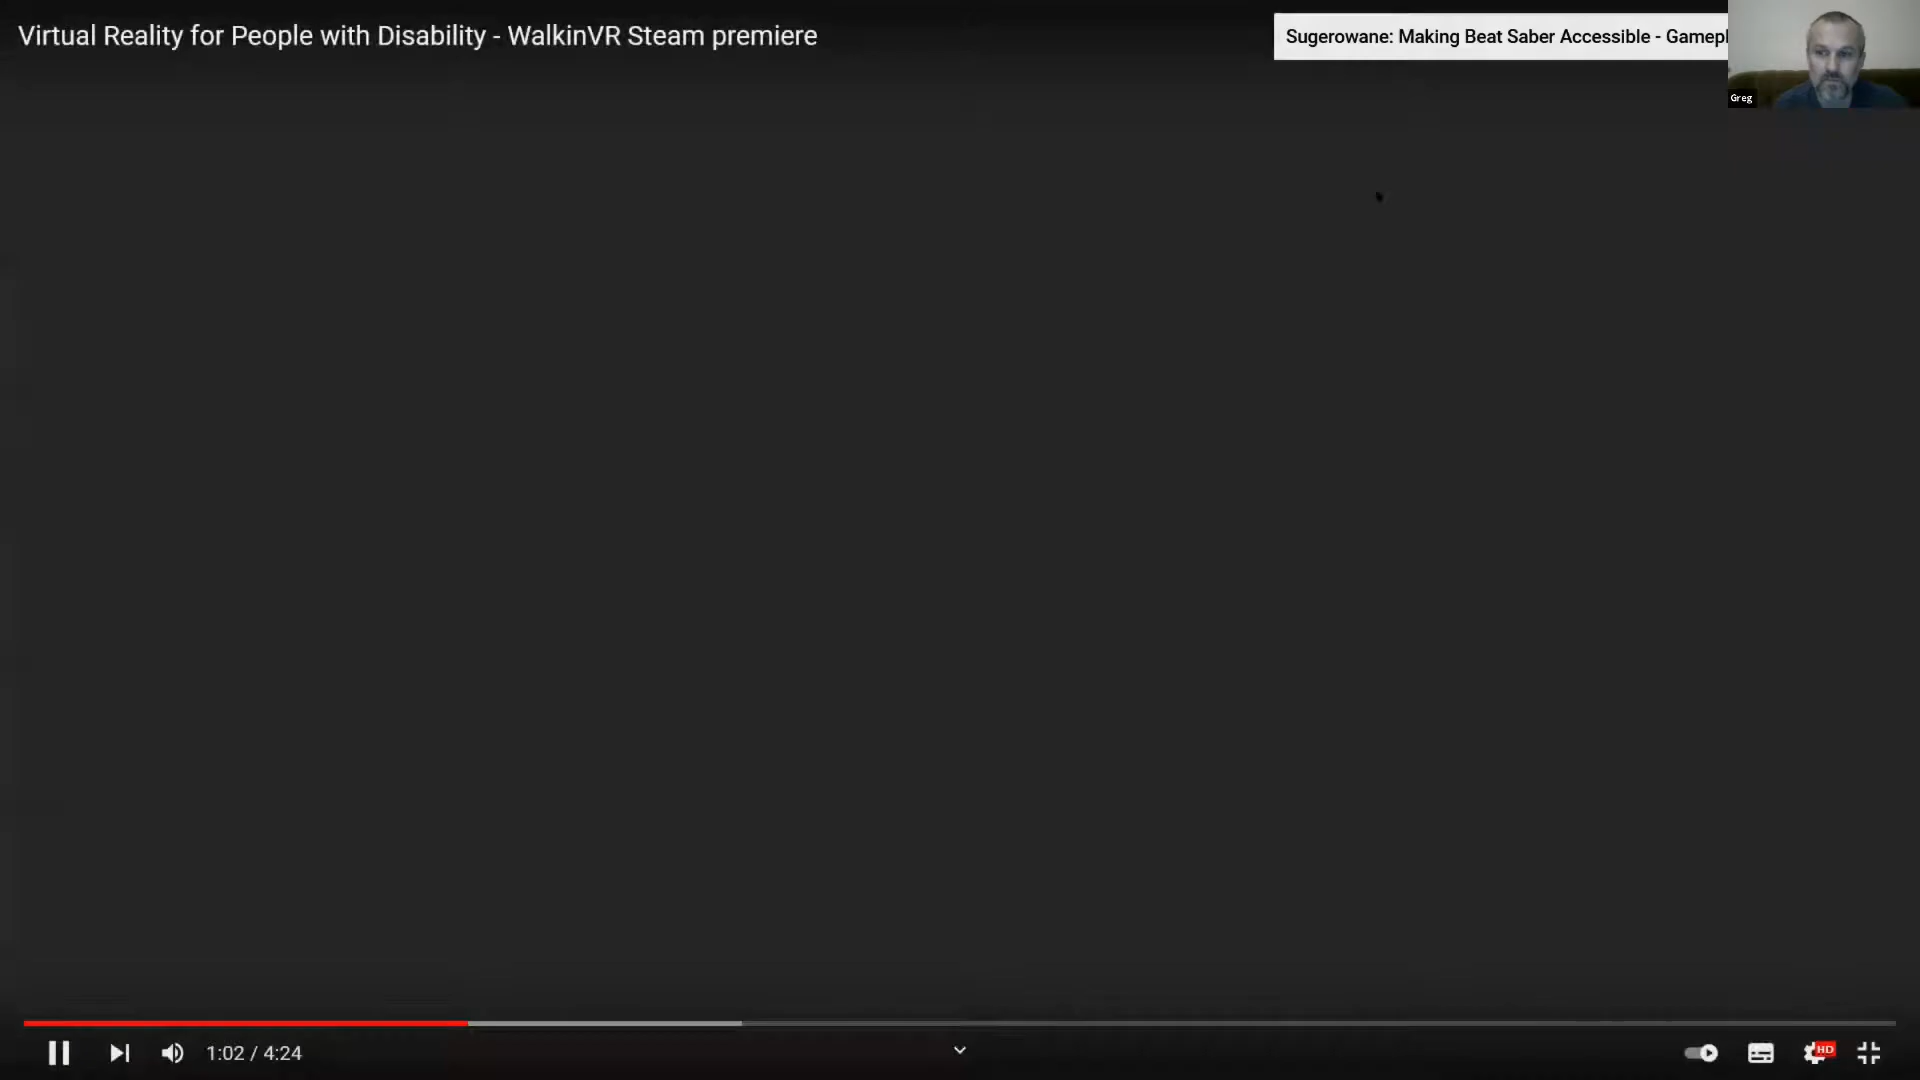 Virtual Reality for People with Disability - WalkinVR Steam premiere
Sugerowane: Making Beat Saber Accessible - Gamepl
Greg
1:02 / 4:24
HD